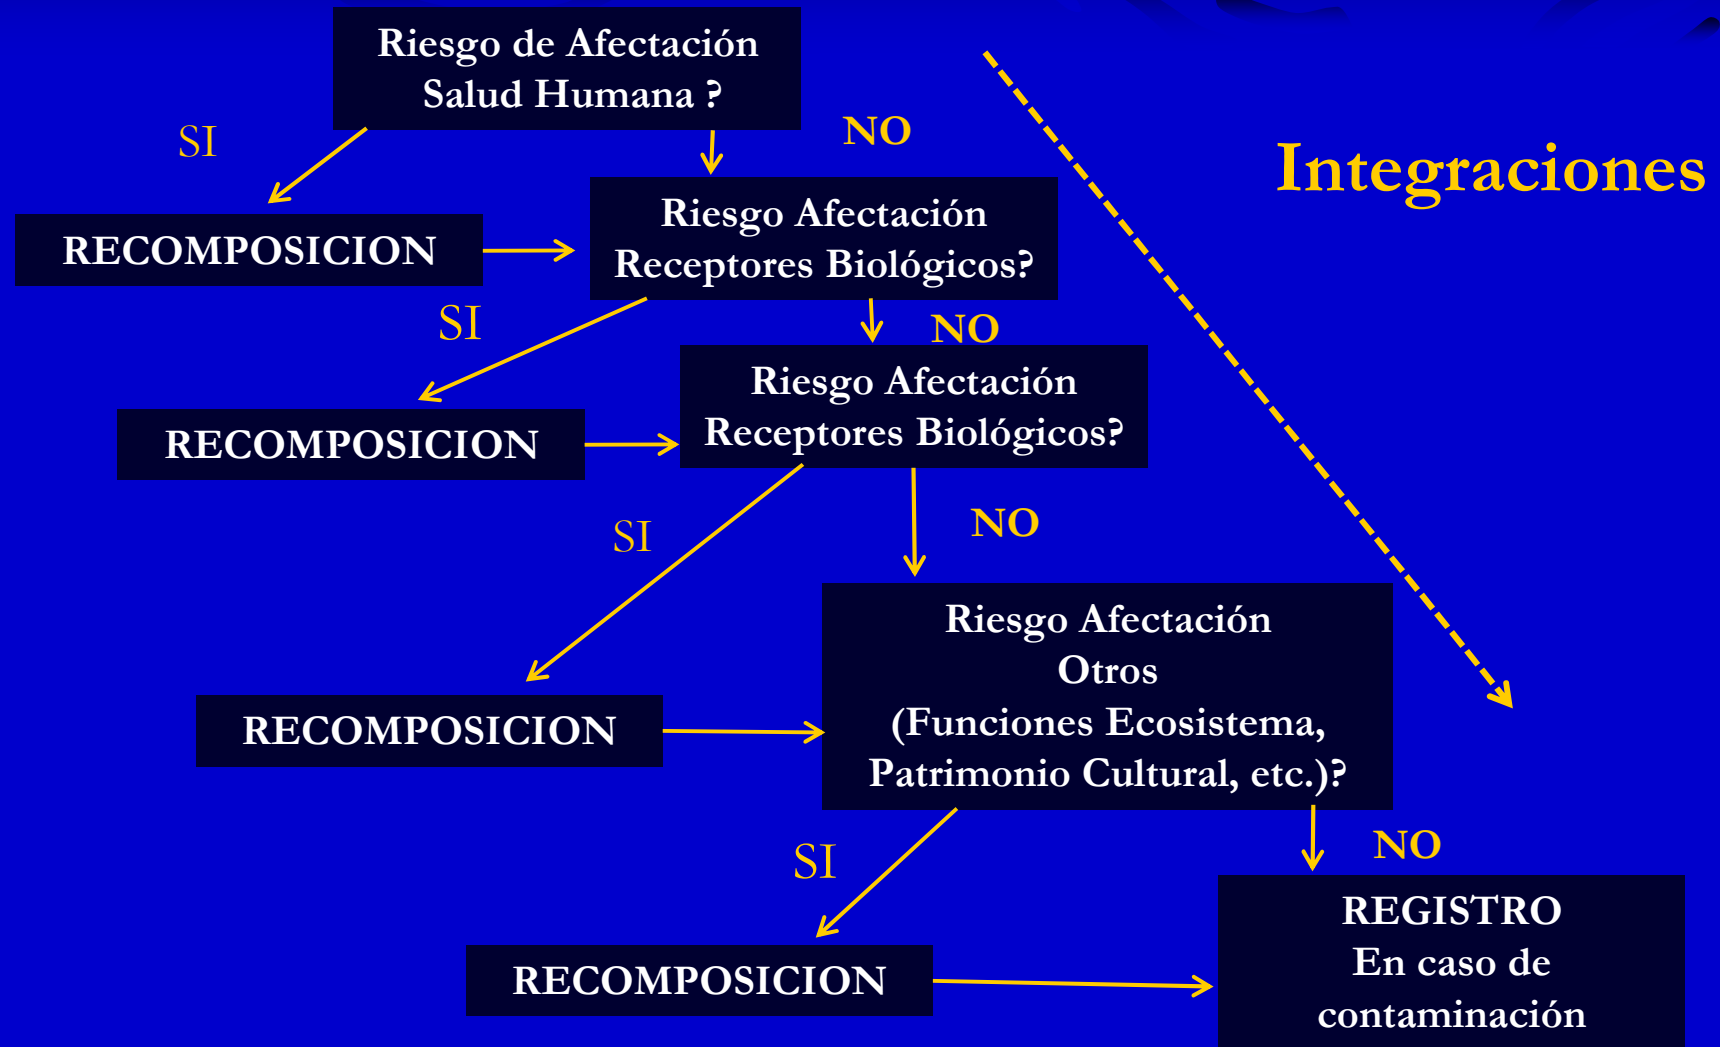 Riesgo de Afectación
Salud Humana ?
SI
NO
Integraciones
RECOMPOSICION
Riesgo Afectación
Receptores Biológicos?
SI
NO
RECOMPOSICION
Riesgo Afectación
Receptores Biológicos?
SI
NO
RECOMPOSICION
Riesgo Afectación
Otros
(Funciones Ecosistema,
Patrimonio Cultural, etc.)?
SI
NO
RECOMPOSICION
REGISTRO
En caso de
contaminación